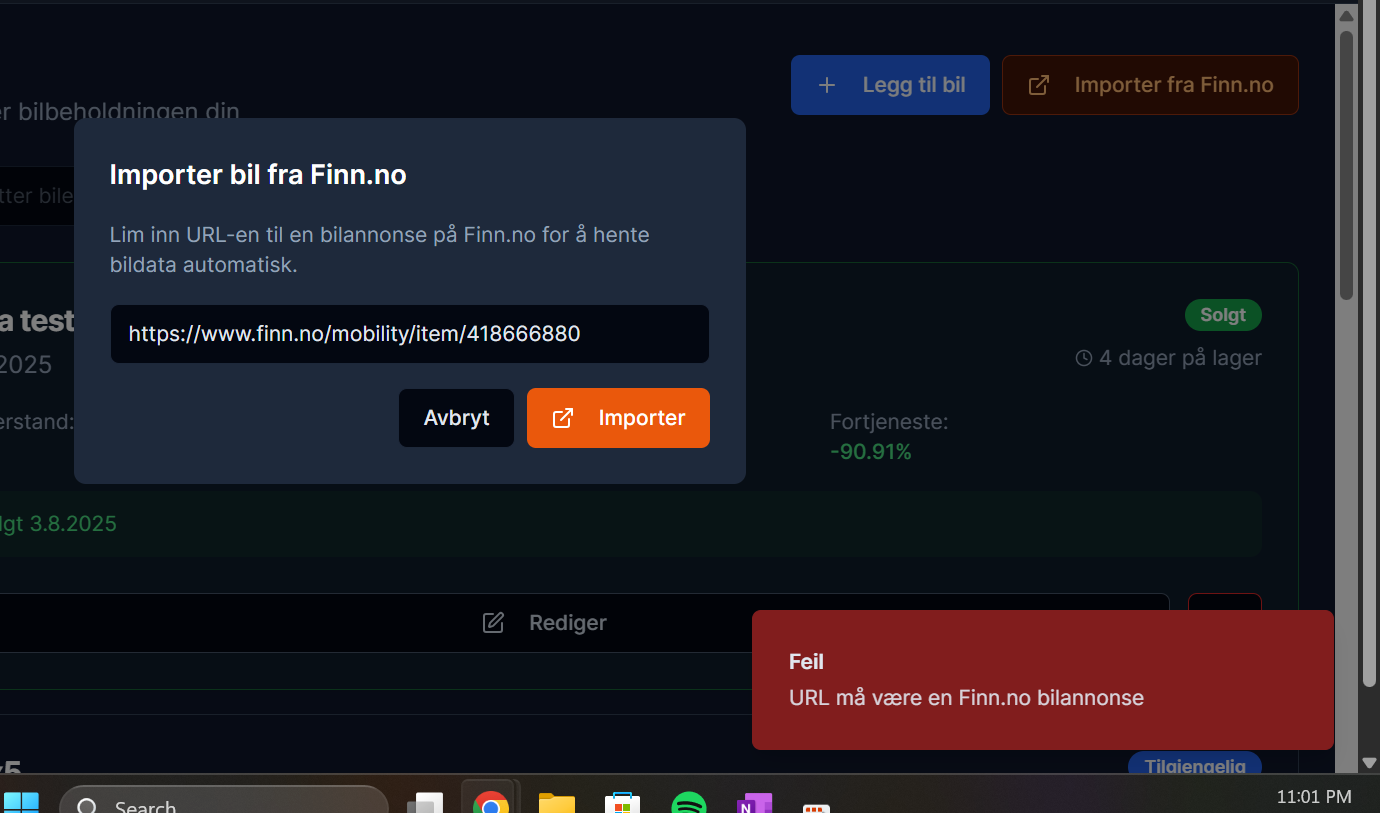 Legg til bil
Importer fra Finn.no
er bilbeholdningen din
Importer bil fra Finn.no
tter bile
Lim inn URL-en til en bilannonse på Finn.no for å hente
bildata automatisk.
a test
Solgt
https://www.finn.no/mobility/item/418666880
2025
4 dager på lager
Avbryt
Importer
erstand:
Fortjeneste:
-90.91%
lgt 3.8.2025
Rediger
Feil
URL må være en Finn.no bilannonse
x5
Tilgjengelig
Search
11:01 PM